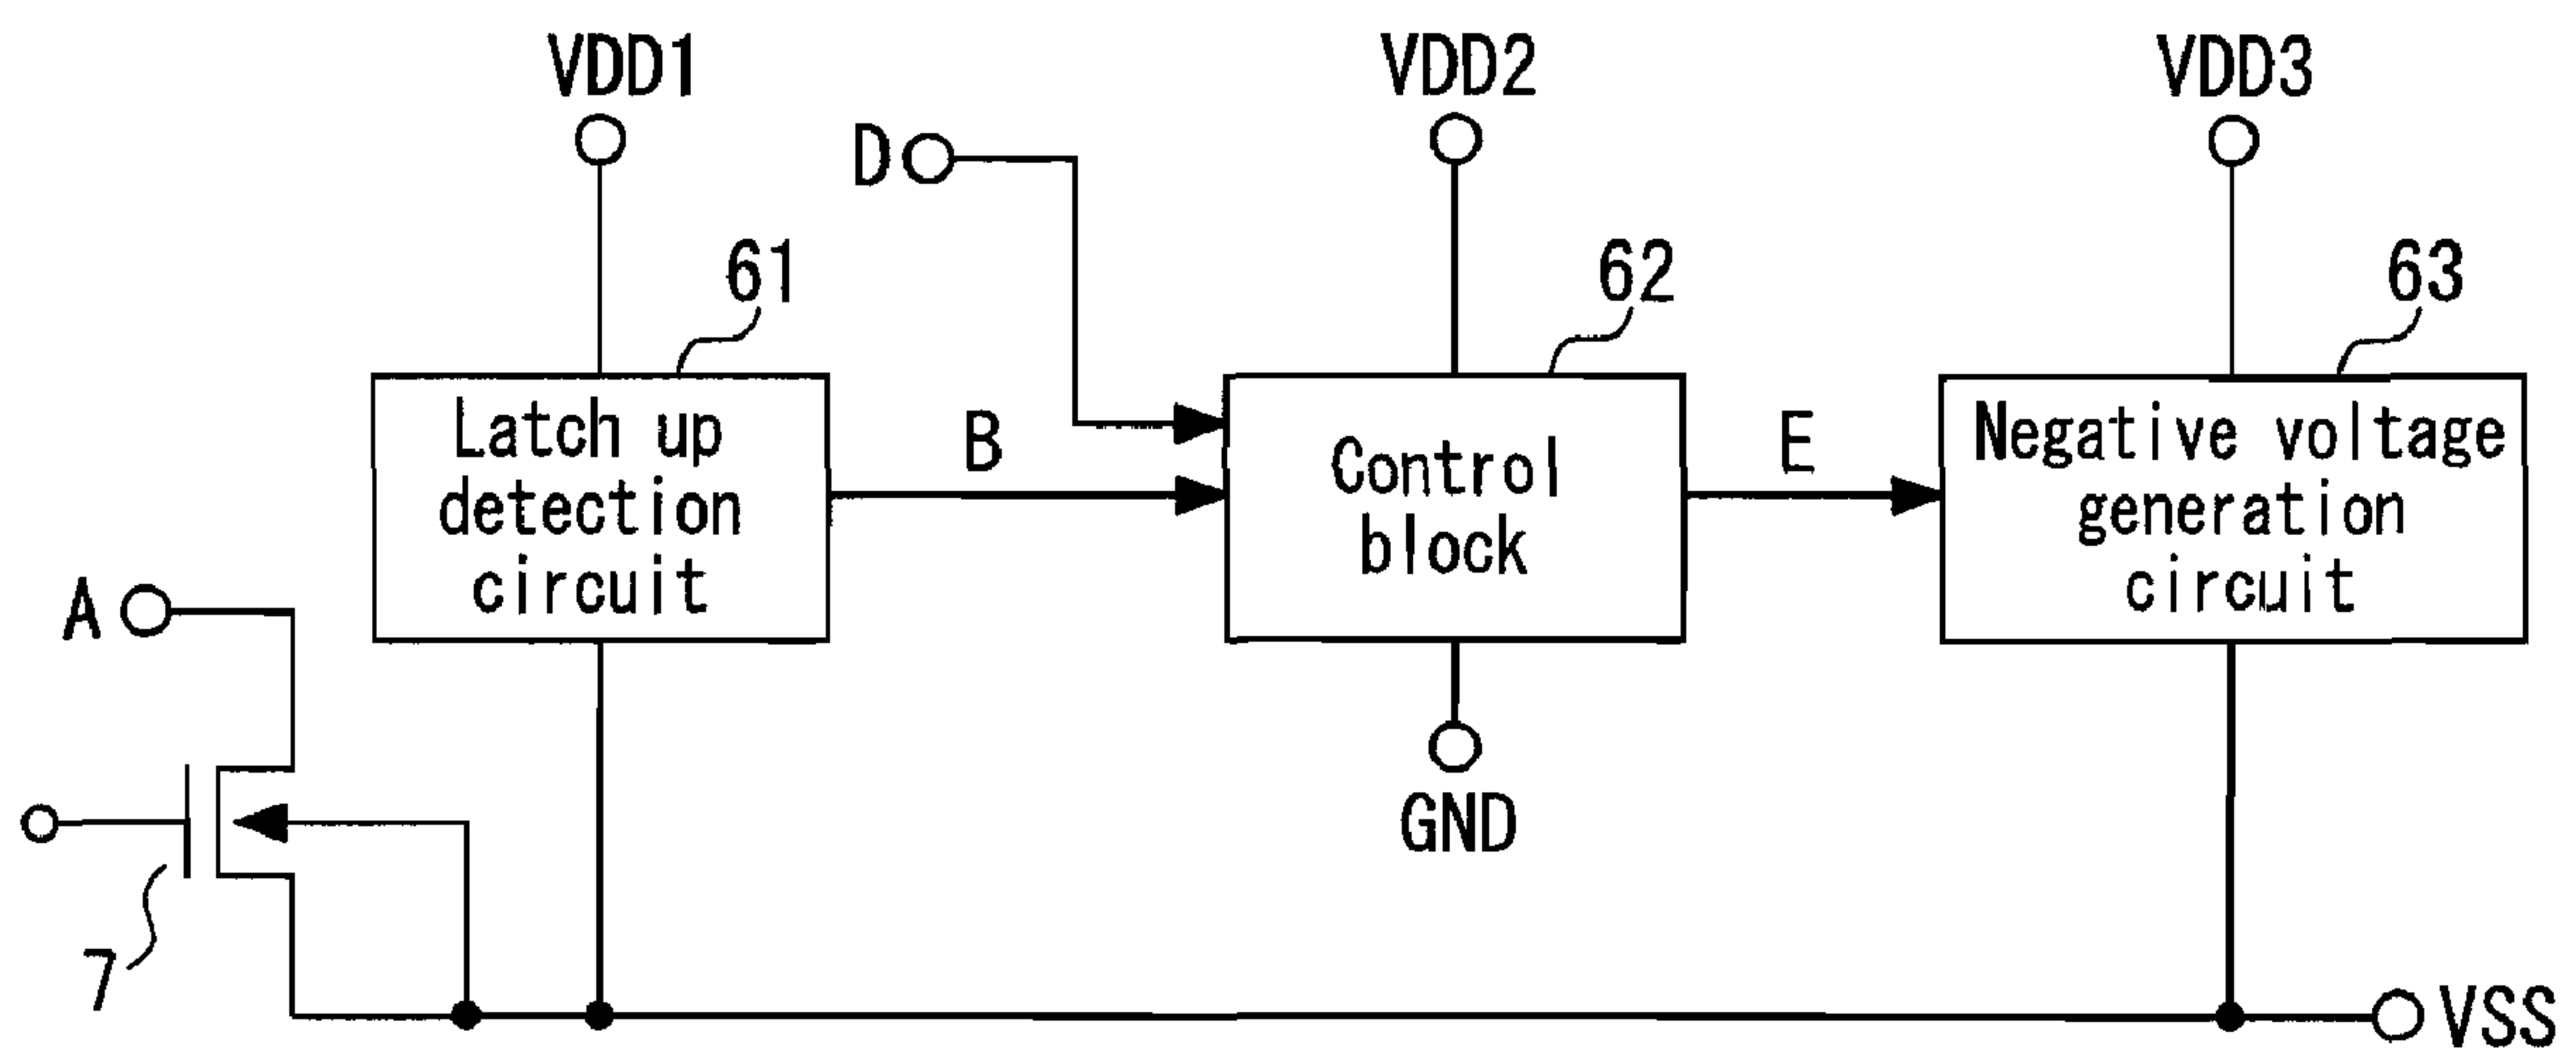 VDD1
VDD2
VDD3
D
61
62
63
Latch up
detection
circuit
B
Control
block
E
Negative voltage
generation
circuit
A
GND
7
VSS